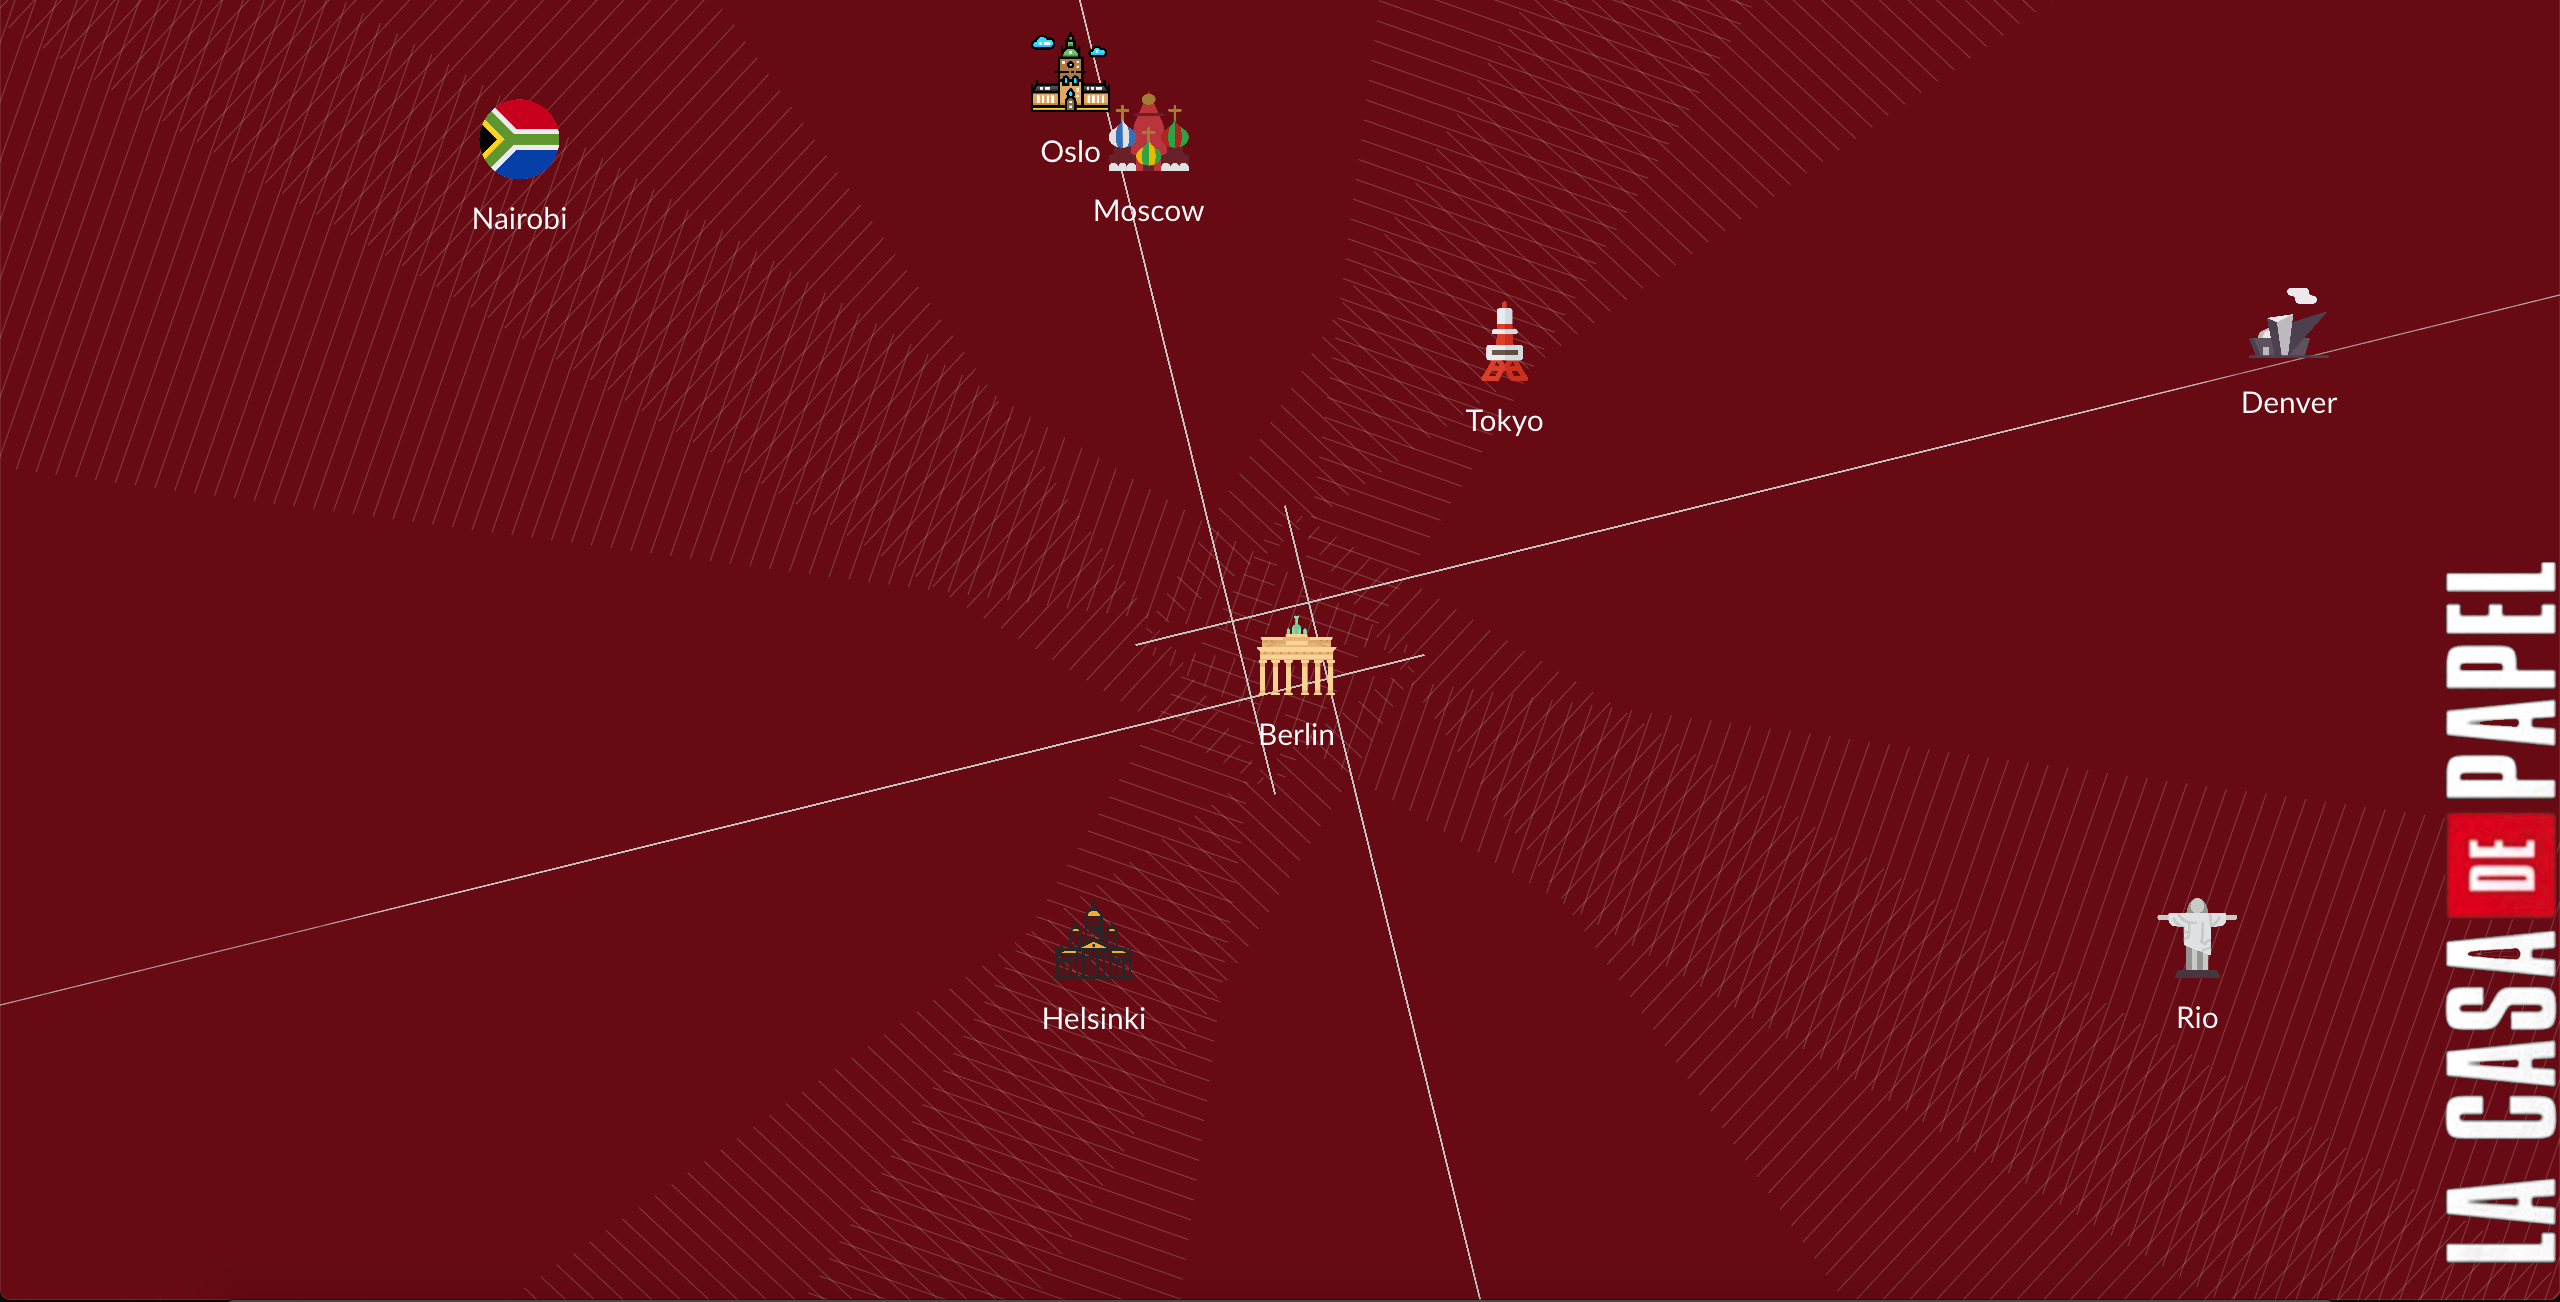 Oslo
Nairobi
Moscow
Tokyo
Denver
Berlin
Helsinki
Rio
LA CASA DE PAPEL